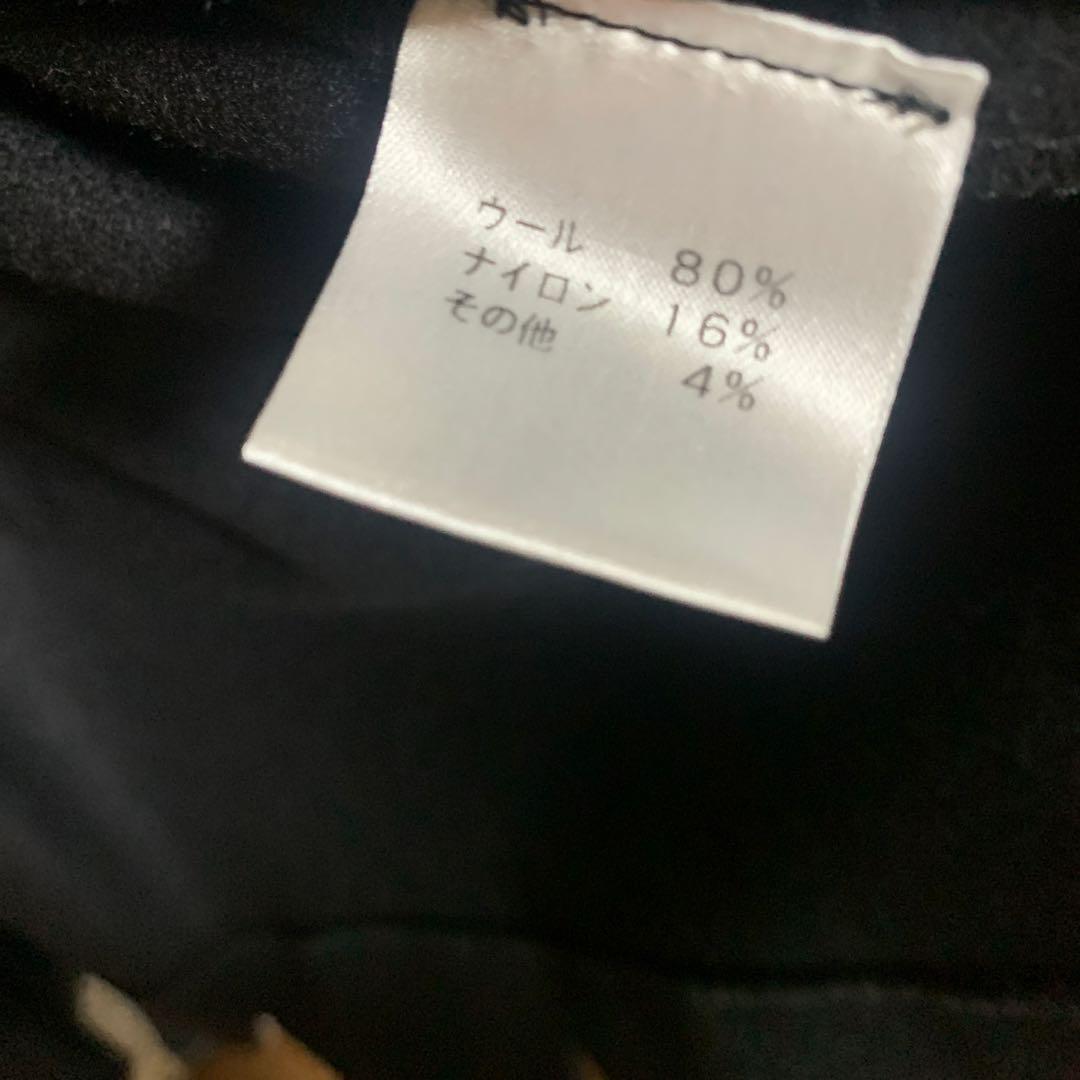 ウール 80%
ナイロン 16%
その他 4%